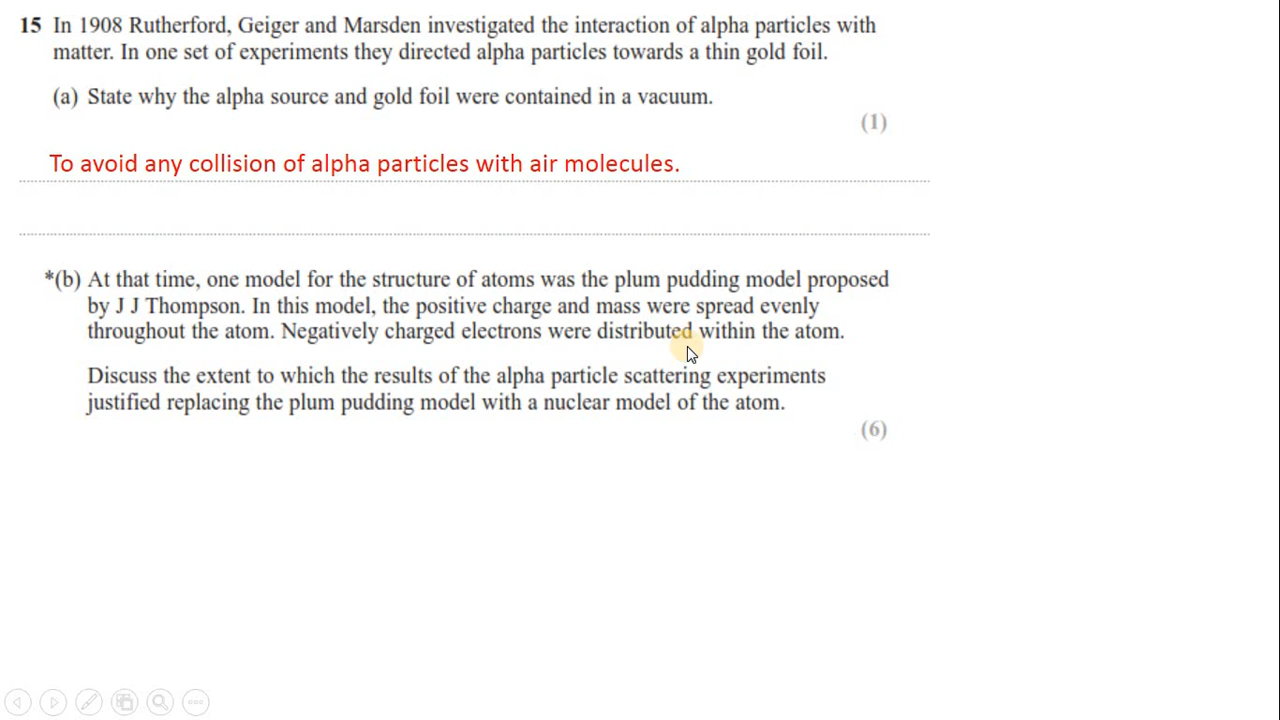 15 In 1908 Rutherford, Geiger and Marsden investigated the interaction of alpha particles with
matter. In one set of experiments they directed alpha particles towards a thin gold foil.
(a) State why the alpha source and gold foil were contained in a vacuum.
(1)
To avoid any collision of alpha particles with air molecules.
*(b) At that time, one model for the structure of atoms was the plum pudding model proposed
by J J Thompson. In this model, the positive charge and mass were spread evenly
throughout the atom. Negatively charged electrons were distributed within the atom.
Discuss the extent to which the results of the alpha particle scattering experiments
justified replacing the plum pudding model with a nuclear model of the atom.
(6)